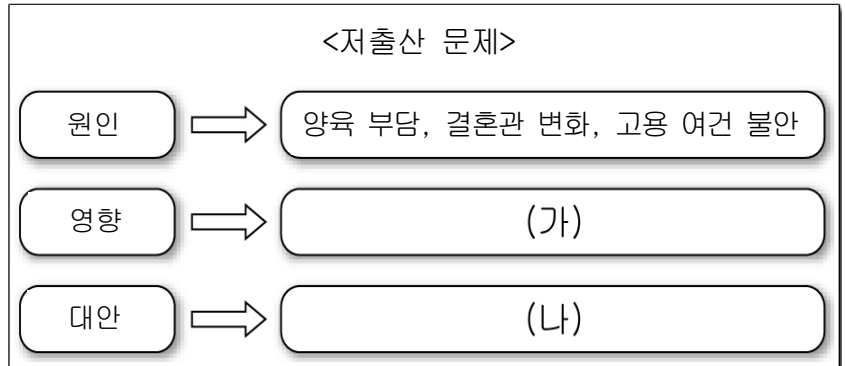 <저출산 문제>
원인 양육 부담, 결혼관 변화, 고용 여건 불안
영향 (가)
대안 (나)